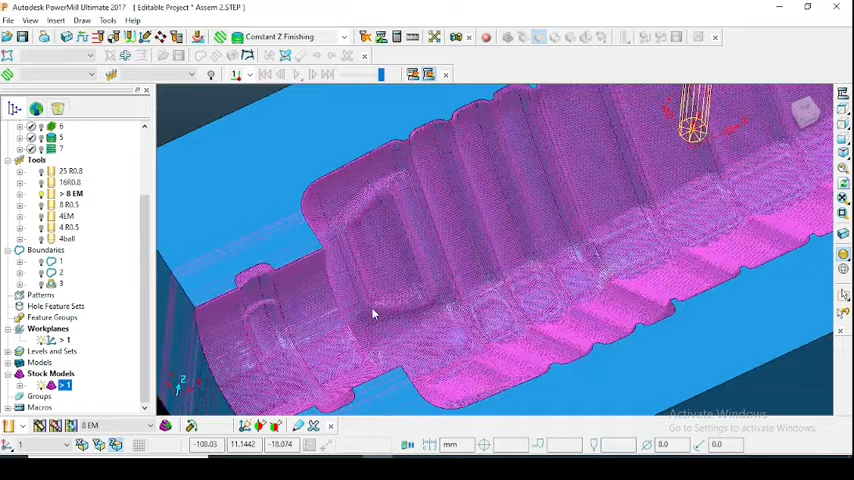 Autodesk PowerMill Ultimate 2017 - [ Editable Project * Assem 2.STEP ]
File View Insert Draw Tools Help
Constant Z Finishing
1
6
5
7
Tools
25 R0.8
16R0.8
> 8 EM
8 R0.5
4EM
4 R0.5
4ball
Boundaries
1
2
3
Patterns
Hole Feature Sets
Feature Groups
Workplanes
> 1
Levels and Sets
Models
Stock Models
> 1
Groups
Macros
Z
Activate Windows
Go to Settings to activate Windows.
8 EM
1
-108.03 11.1442 -18.074 mm 8.0 0.0